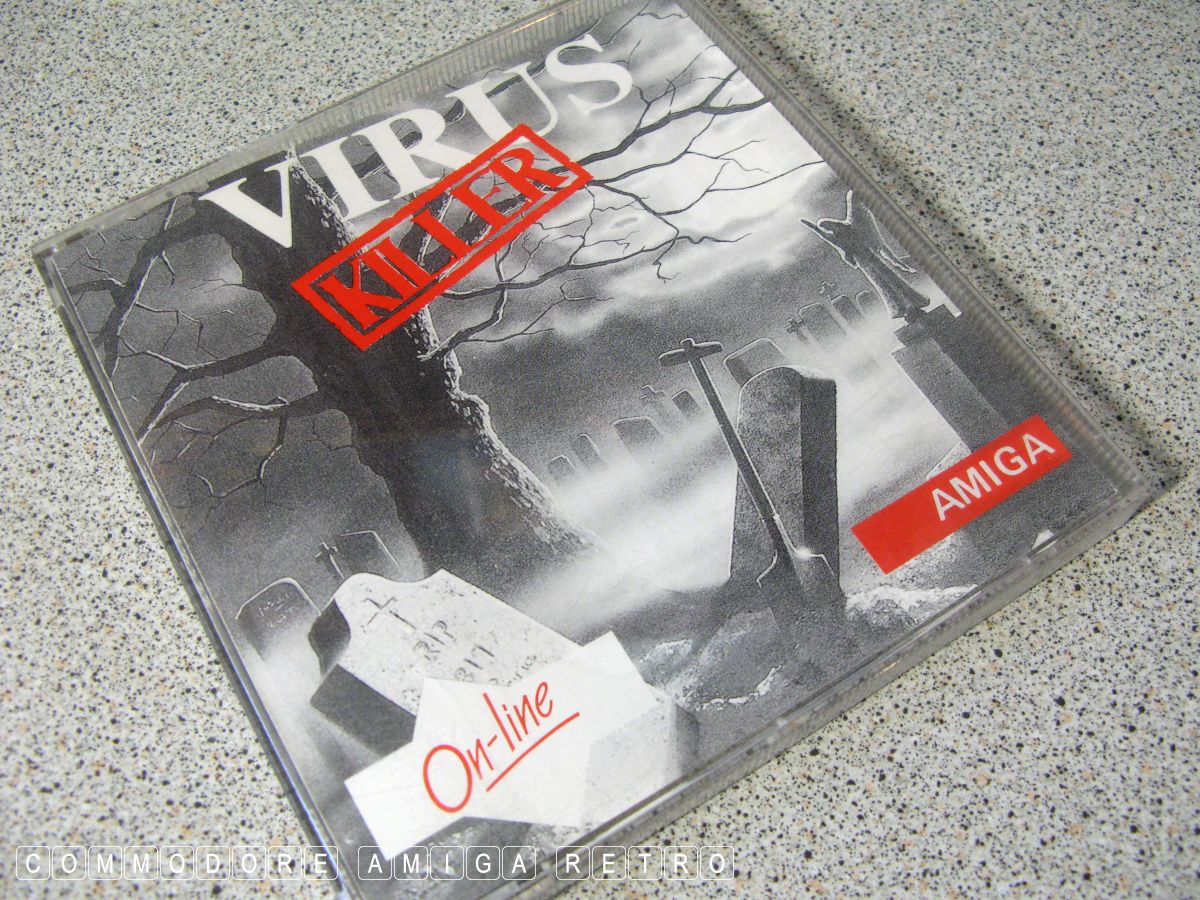 VIRUS
KILLER
AMIGA
RIP
On-line
COMMODORE AMIGA RETRO